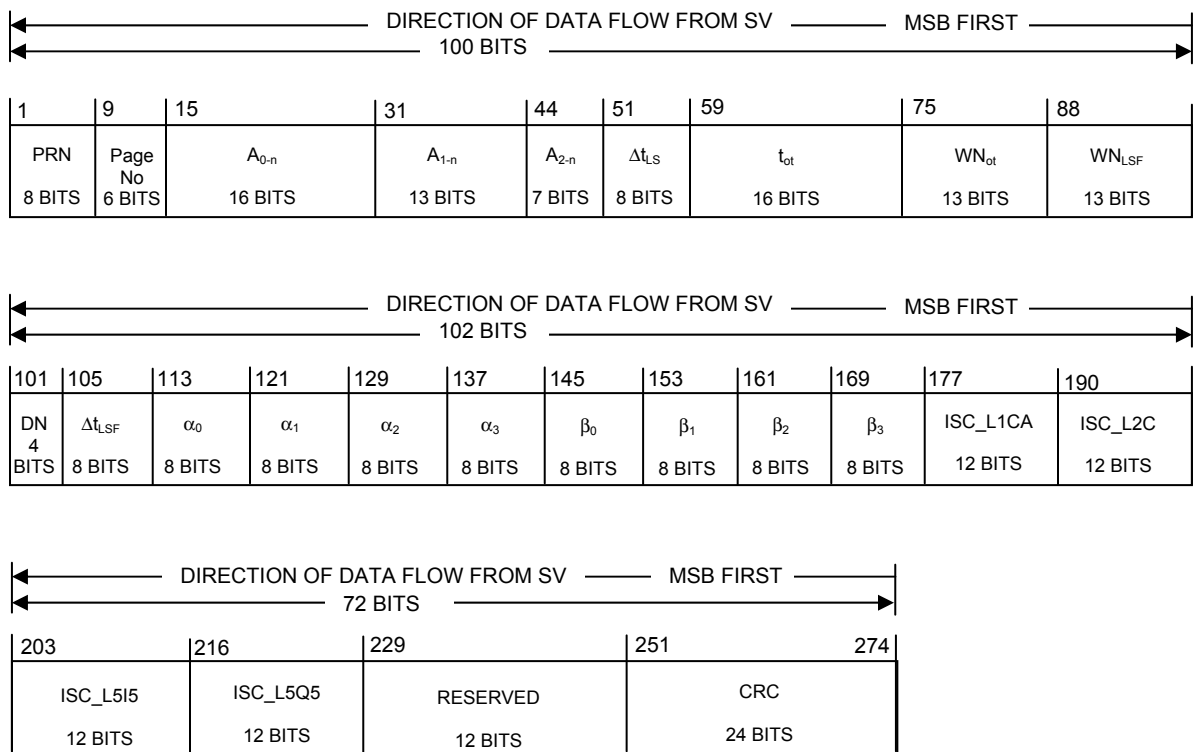 DIRECTION OF DATA FLOW FROM SV MSB FIRST
100 BITS
1 9 15 31 44 51 59 75 88
PRN Page No A0-n A1-n A2-n ΔtLS tot WNot WNLSF
8 BITS 6 BITS 16 BITS 13 BITS 7 BITS 8 BITS 16 BITS 13 BITS 13 BITS
DIRECTION OF DATA FLOW FROM SV MSB FIRST
102 BITS
101 105 113 121 129 137 145 153 161 169 177 190
DN ΔtLSF α0 α1 α2 α3 β0 β1 β2 β3 ISC_L1CA ISC_L2C
4 BITS 8 BITS 8 BITS 8 BITS 8 BITS 8 BITS 8 BITS 8 BITS 8 BITS 8 BITS 12 BITS 12 BITS
DIRECTION OF DATA FLOW FROM SV MSB FIRST
72 BITS
203 216 229 251 274
ISC_L5I5 ISC_L5Q5 RESERVED CRC
12 BITS 12 BITS 12 BITS 24 BITS